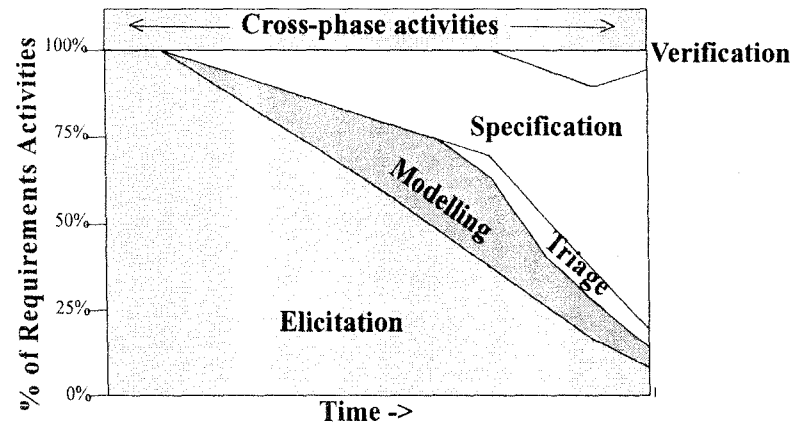 <- Cross-phase activities ->
100%
Verification
% of Requirements Activities
75%
Specification
Modelling
50%
Triage
25%
Elicitation
0%
Time ->